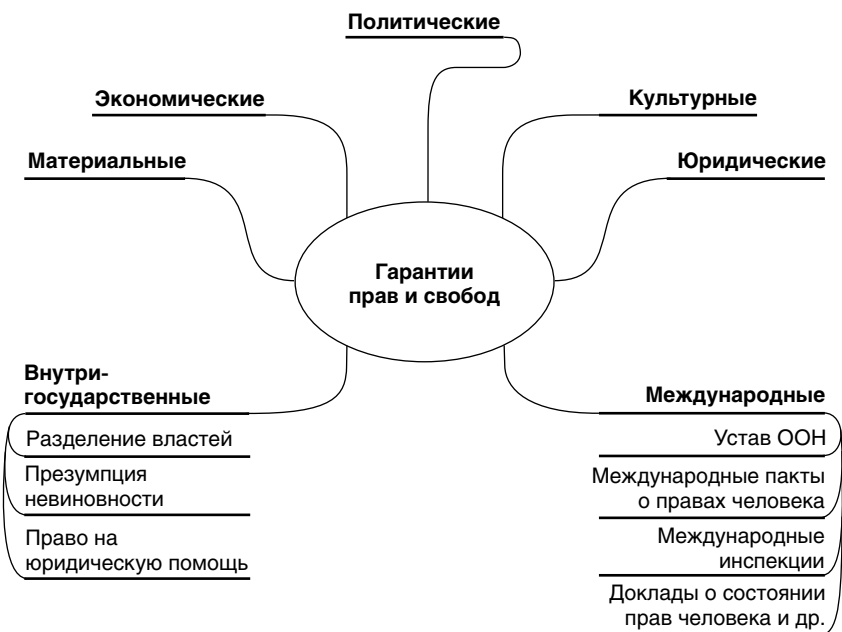 Политические
Экономические
Культурные
Материальные
Юридические
Гарантии
прав и свобод
Внутри-
государственные
Разделение властей
Презумпция
невиновности
Право на
юридическую помощь
Международные
Устав ООН
Международные пакты
о правах человека
Международные
инспекции
Доклады о состоянии
прав человека и др.